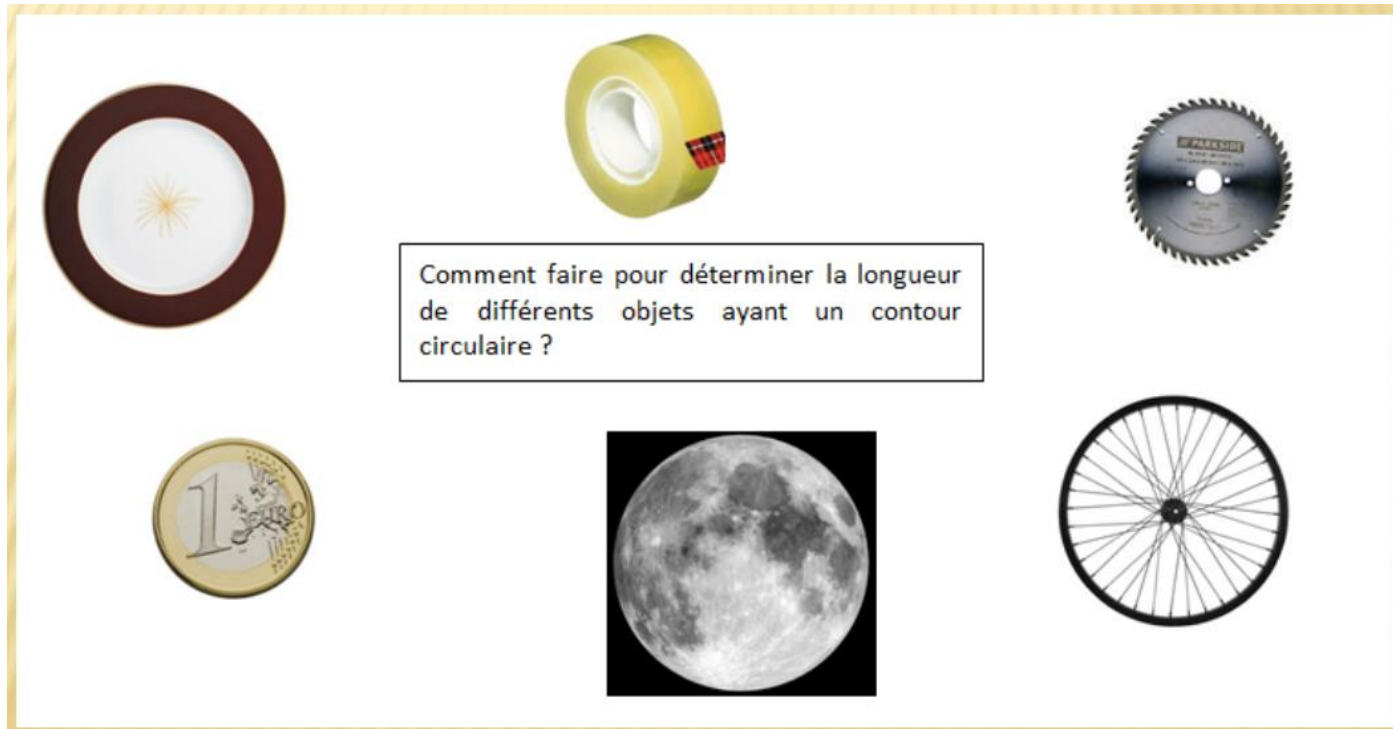 PARKSIDE
Comment faire pour déterminer la longueur
de différents objets ayant un contour
circulaire ?
1 EURO